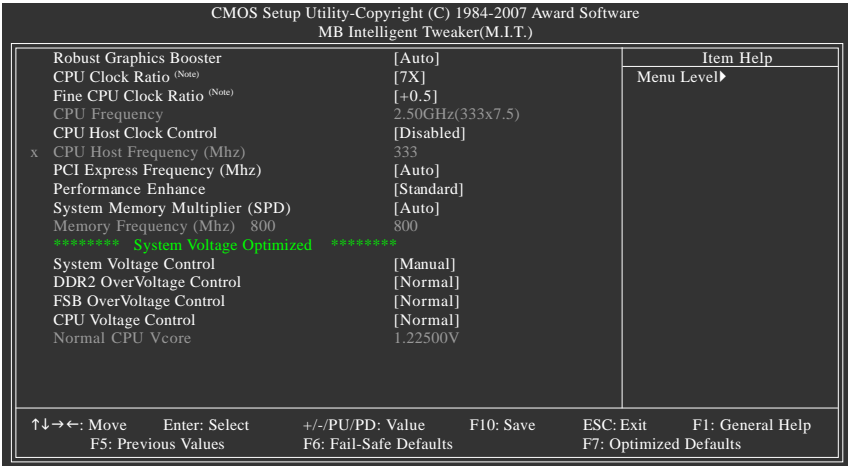 CMOS Setup Utility-Copyright (C) 1984-2007 Award Software
MB Intelligent Tweaker(M.I.T.)
Robust Graphics Booster [Auto] Item Help
CPU Clock Ratio (Note) [7X] Menu Level▶
Fine CPU Clock Ratio (Note) [+0.5]
CPU Frequency 2.50GHz(333x7.5)
CPU Host Clock Control [Disabled]
x CPU Host Frequency (Mhz) 333
PCI Express Frequency (Mhz) [Auto]
Performance Enhance [Standard]
System Memory Multiplier (SPD) [Auto]
Memory Frequency (Mhz) 800 800
******** System Voltage Optimized ********
System Voltage Control [Manual]
DDR2 OverVoltage Control [Normal]
FSB OverVoltage Control [Normal]
CPU Voltage Control [Normal]
Normal CPU Vcore 1.22500V
↑↓→←: Move Enter: Select +/-/PU/PD: Value F10: Save ESC: Exit F1: General Help
F5: Previous Values F6: Fail-Safe Defaults F7: Optimized Defaults